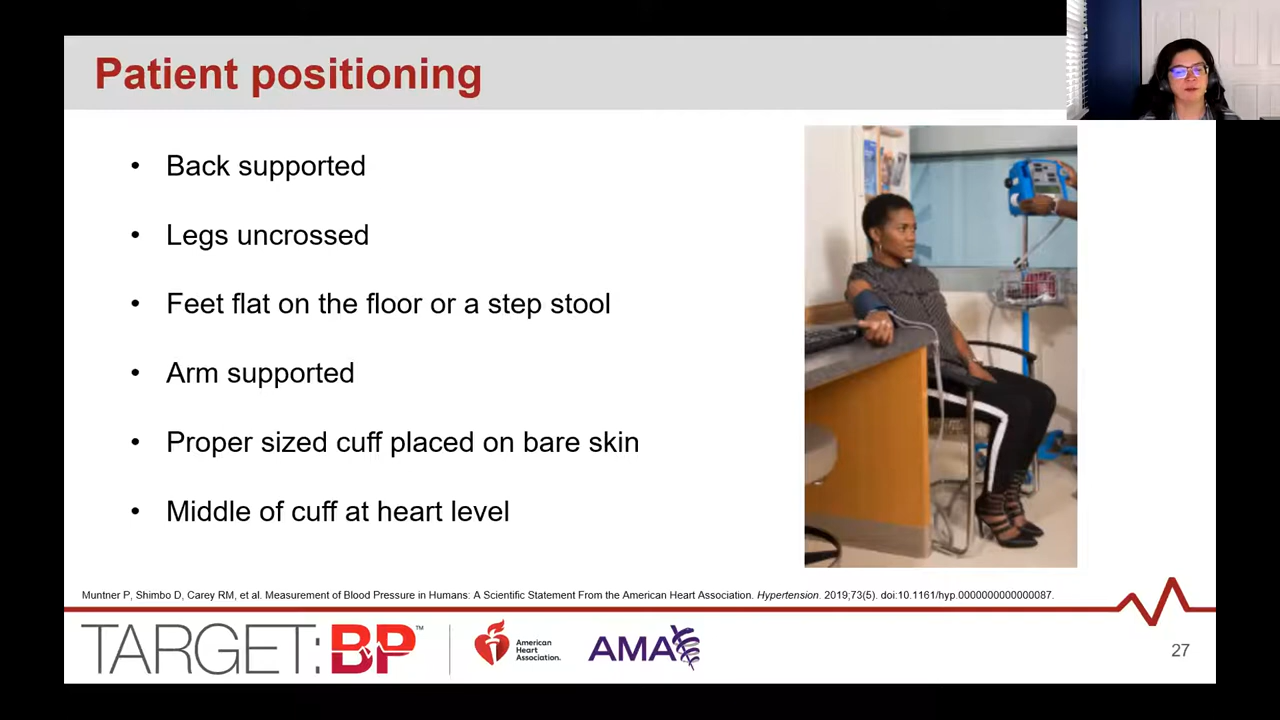 Patient positioning
• Back supported
• Legs uncrossed
• Feet flat on the floor or a step stool
• Arm supported
• Proper sized cuff placed on bare skin
• Middle of cuff at heart level
Muntner P, Shimbo D, Carey RM, et al. Measurement of Blood Pressure in Humans: A Scientific Statement From the American Heart Association. Hypertension. 2019;73(5). doi:10.1161/hyp.0000000000000087.
TARGET:BP™
American
Heart
Association.
AMA
27